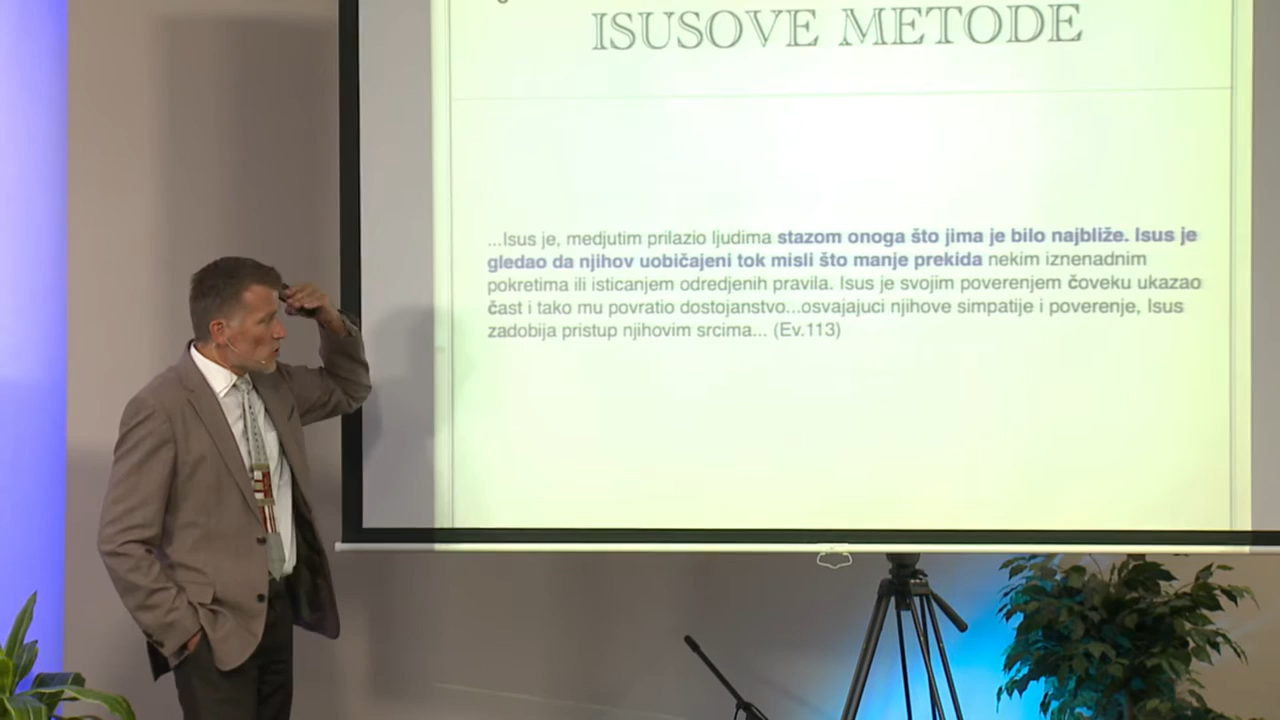 ISUSOVE METODE
...Isus je, medjutim prilazio ljudima stazom onoga što jima je bilo najbliže. Isus je
gledao da njihov uobičajeni tok misli što manje prekida nekim iznenadnim
pokretima ili isticanjem odredjenih pravila. Isus je svojim poverenjem čoveku ukazao
čast i tako mu povratio dostojanstvo...osvajajuci njihove simpatije i poverenje, Isus
zadobija pristup njihovim srcima... (Ev.113)